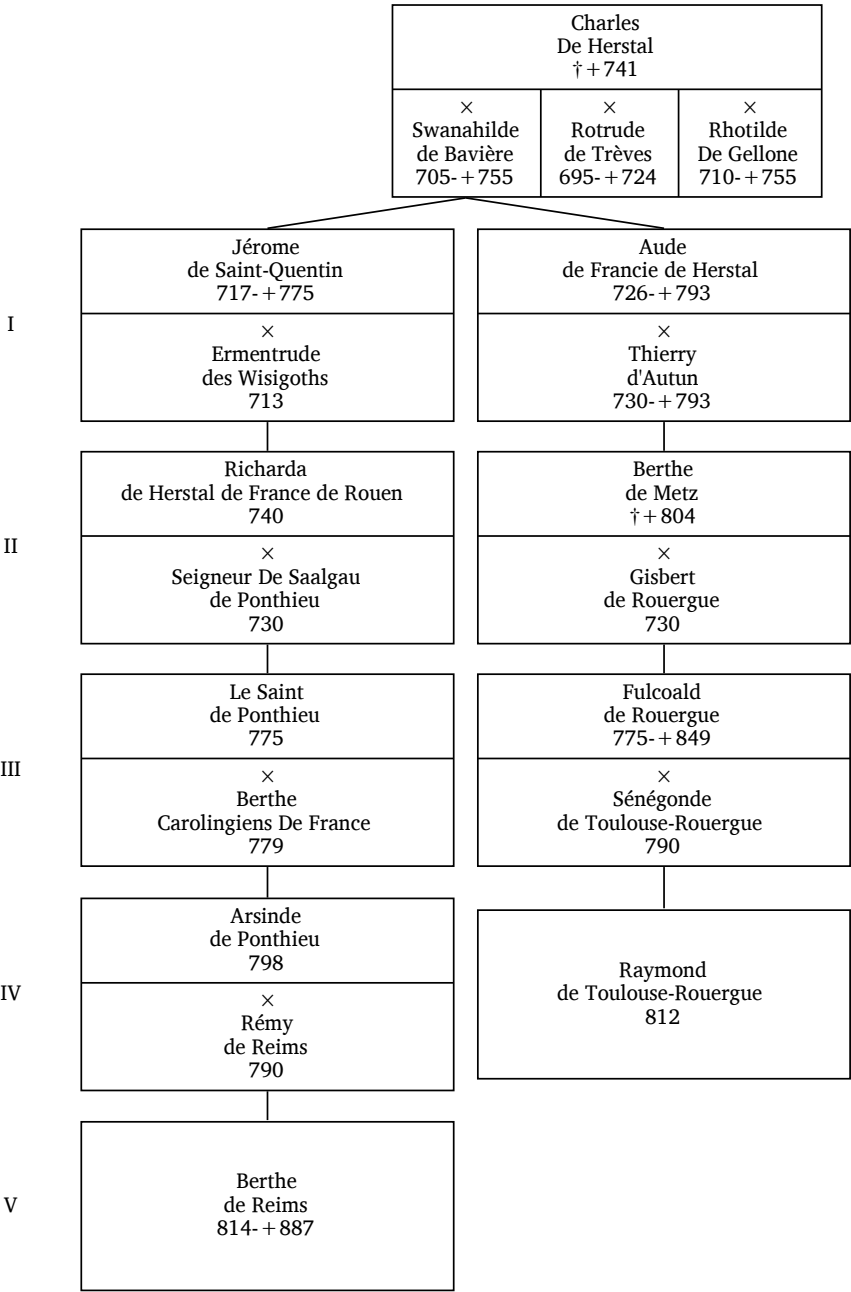 Charles
De Herstal
†+741
×
Swanahilde
de Bavière
705-+755
×
Rotrude
de Trèves
695-+724
×
Rhotilde
De Gellone
710-+755
I
Jérome
de Saint-Quentin
717-+775
×
Ermentrude
des Wisigoths
713
Aude
de Francie de Herstal
726-+793
×
Thierry
d'Autun
730-+793
II
Richarda
de Herstal de France de Rouen
740
×
Seigneur De Saalgau
de Ponthieu
730
Berthe
de Metz
†+804
×
Gisbert
de Rouergue
730
III
Le Saint
de Ponthieu
775
×
Berthe
Carolingiens De France
779
Fulcoald
de Rouergue
775-+849
×
Sénégonde
de Toulouse-Rouergue
790
IV
Arsinde
de Ponthieu
798
×
Rémy
de Reims
790
Raymond
de Toulouse-Rouergue
812
V
Berthe
de Reims
814-+887